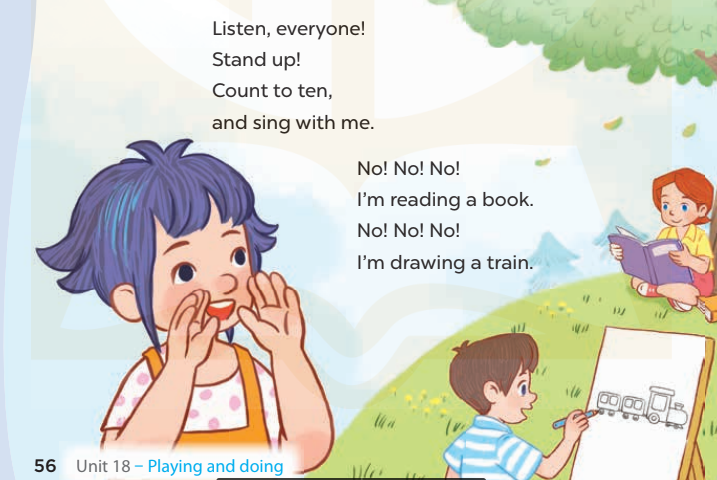 Listen, everyone!
Stand up!
Count to ten,
and sing with me.
No! No! No!
I'm reading a book.
No! No! No!
I'm drawing a train.
56 Unit 18 – Playing and doing